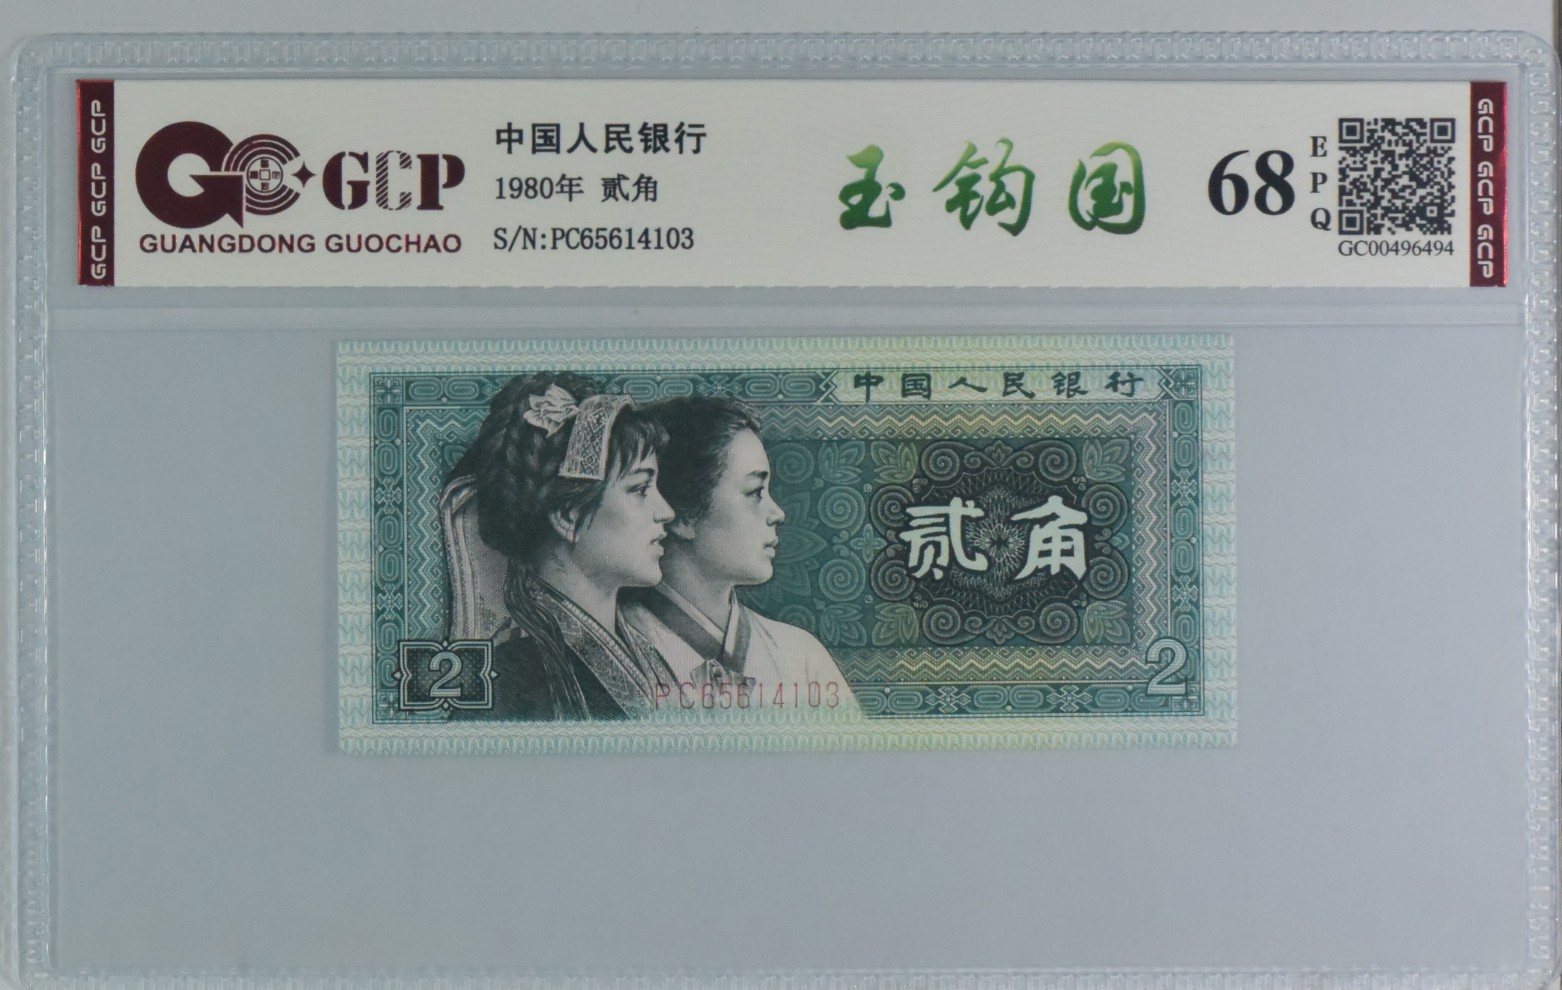 GCP GCP GCP
GCP
GUANGDONG GUOCHAO
中国人民银行
1980年 贰角
S/N:PC65614103
玉钩国
68
EPQ
GC00496494
GCP GCP GCP
中国人民银行
贰角
2
2
PC65614103